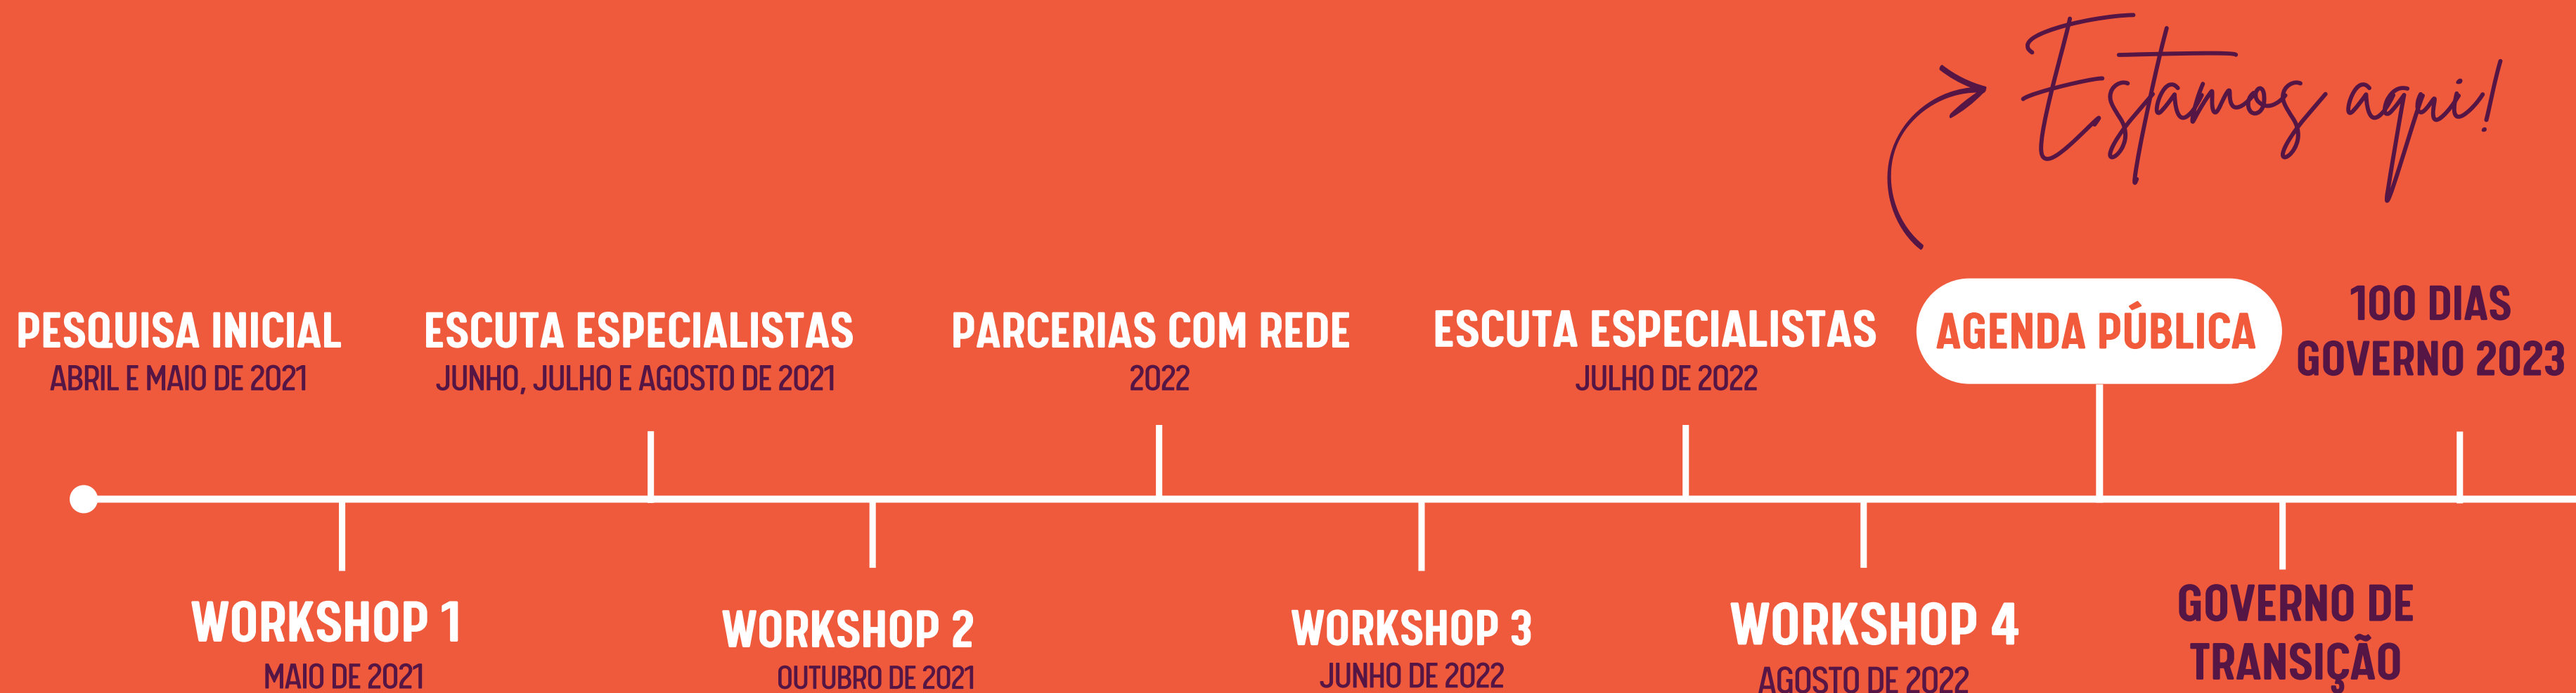 Estamos aqui!
PESQUISA INICIAL
ABRIL E MAIO DE 2021
ESCUTA ESPECIALISTAS
JUNHO, JULHO E AGOSTO DE 2021
PARCERIAS COM REDE
2022
ESCUTA ESPECIALISTAS
JULHO DE 2022
AGENDA PÚBLICA
100 DIAS
GOVERNO 2023
WORKSHOP 1
MAIO DE 2021
WORKSHOP 2
OUTUBRO DE 2021
WORKSHOP 3
JUNHO DE 2022
WORKSHOP 4
AGOSTO DE 2022
GOVERNO DE
TRANSIÇÃO